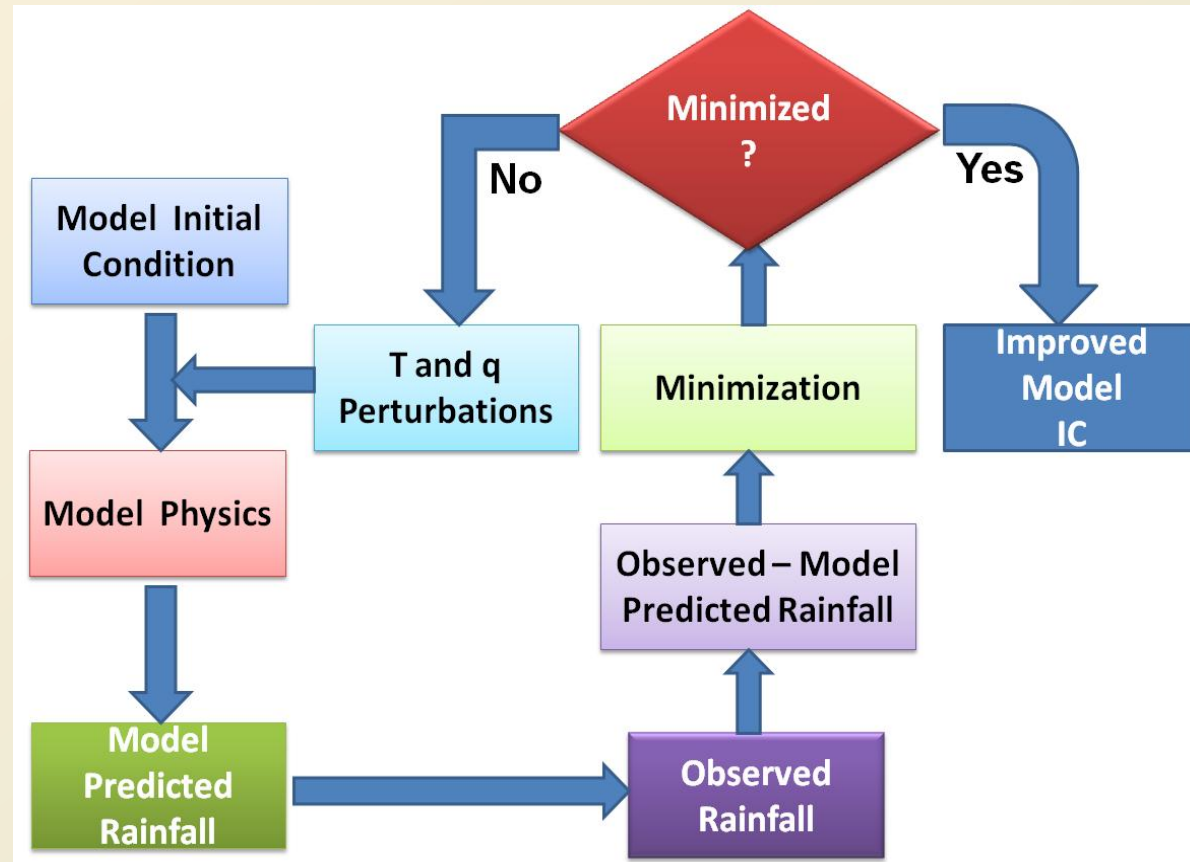 Minimized
?
No
Yes
Model Initial
Condition
T and q
Perturbations
Minimization
Improved
Model
IC
Model Physics
Observed – Model
Predicted Rainfall
Model
Predicted
Rainfall
Observed
Rainfall